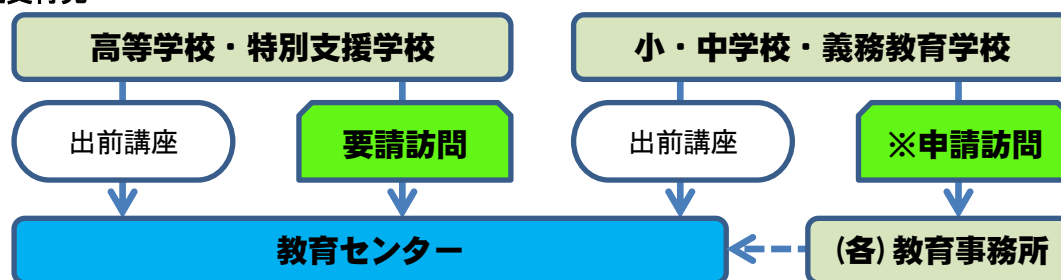 高等学校・特別支援学校
小・中学校・義務教育学校
出前講座
要請訪問
出前講座
※申請訪問
教育センター
(各)教育事務所